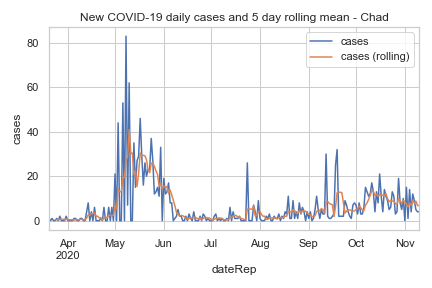 New COVID-19 daily cases and 5 day rolling mean - Chad
cases
cases (rolling)
80
60
40
20
0
cases
Apr May Jun Jul Aug Sep Oct Nov
2020
dateRep